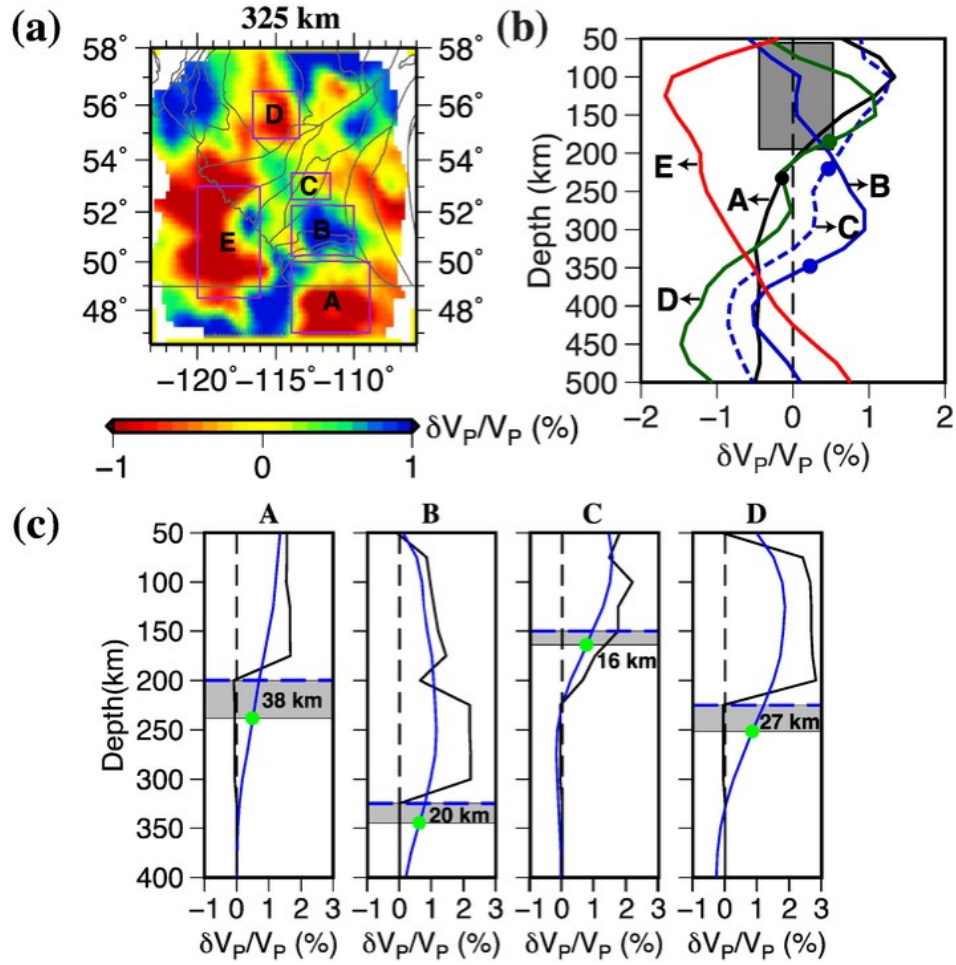 (a)
325 km
58°
56°
54°
52°
50°
48°
58°
56°
54°
52°
50°
48°
D
C
B
E
A
−120° −115° −110°
δVP/VP (%)
−1 0 1
(b)
50
100
150
200
250
300
350
400
450
500
Depth (km)
E
A
B
C
D
−2 −1 0 1 2
δVP/VP (%)
(c)
A B C D
50
100
150
200
250
300
350
400
Depth(km)
38 km
20 km
16 km
27 km
−1 0 1 2 3 −1 0 1 2 3 −1 0 1 2 3 −1 0 1 2 3
δVP/VP (%) δVP/VP (%) δVP/VP (%) δVP/VP (%)